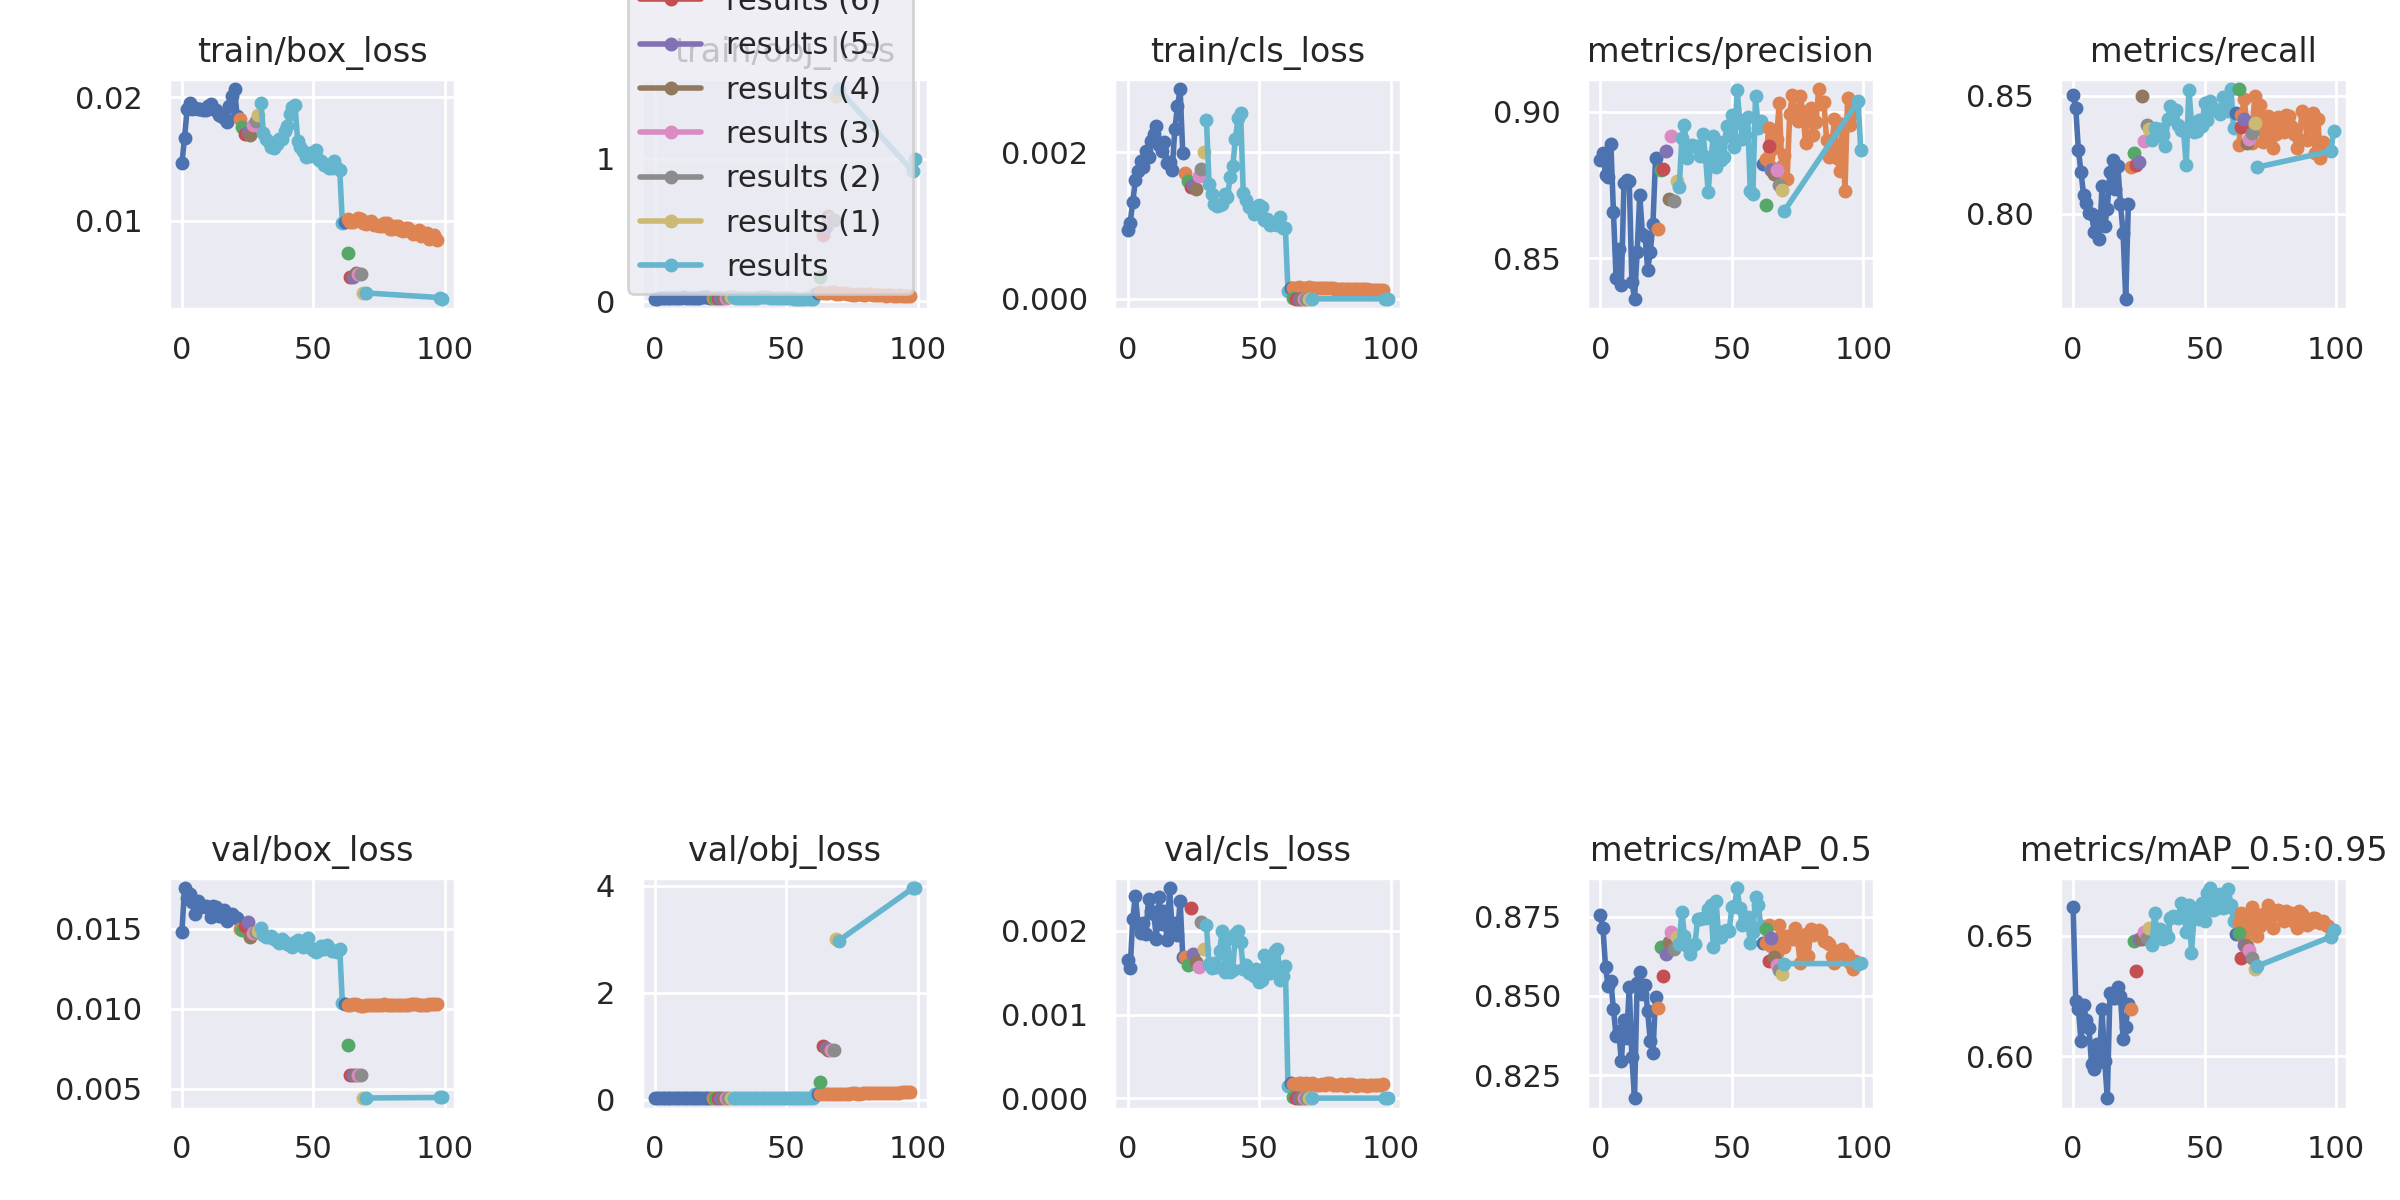 results (6)
results (5)
results (4)
results (3)
results (2)
results (1)
results
train/box_loss
0.02
0.01
0 50 100
train/obj_loss
1
0
0 50 100
train/cls_loss
0.002
0.000
0 50 100
metrics/precision
0.90
0.85
0 50 100
metrics/recall
0.85
0.80
0 50 100
val/box_loss
0.015
0.010
0.005
0 50 100
val/obj_loss
4
2
0
0 50 100
val/cls_loss
0.002
0.001
0.000
0 50 100
metrics/mAP_0.5
0.875
0.850
0.825
0 50 100
metrics/mAP_0.5:0.95
0.65
0.60
0 50 100